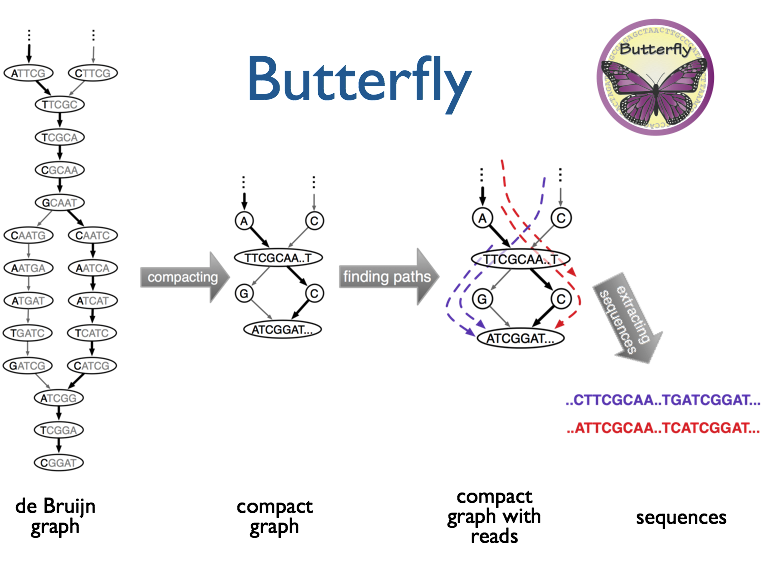 Butterfly
Butterfly
⋮ ⋮
ATTCG CTTCG
TTCGC
TCGCA
CGCAA
GCAAT
CAATG CAATC
AATGA AATCA
ATGAT ATCAT
TGATC TCATC
GATCG CATCG
ATCGG
TCGGA
CGGAT
compacting
⋮ ⋮
A C
TTCGCAA..T
G C
ATCGGAT...
finding paths
⋮ ⋮
A C
TTCGCAA..T
G C
ATCGGAT...
extracting
sequences
..CTTCGCAA..TGATCGGAT...
..ATTCGCAA..TCATCGGAT...
de Bruijn
graph
compact
graph
compact
graph with
reads
sequences